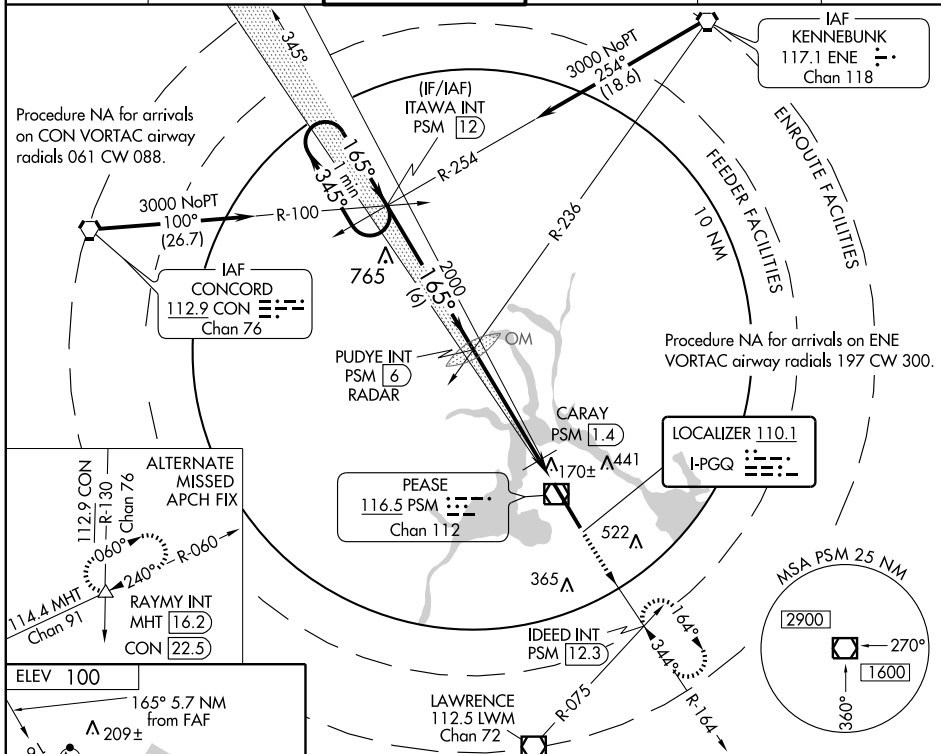 345°
3000 NoPT
254°
(18.6)
IAF
KENNEBUNK
117.1 ENE
Chan 118
(IF/IAF)
ITAWA INT
PSM 12
Procedure NA for arrivals
on CON VORTAC airway
radials 061 CW 088.
165°
1 min
345°
R-254
ENROUTE FACILITIES
FEEDER FACILITIES
10 NM
R-236
3000 NoPT
100°
(26.7)
R-100
765
2000
165°
(6)
IAF
CONCORD
112.9 CON
Chan 76
OM
PUDYE INT
PSM 6
RADAR
Procedure NA for arrivals on ENE
VORTAC airway radials 197 CW 300.
CARAY
PSM 1.4
LOCALIZER 110.1
I-PGQ
170±
441
PEASE
116.5 PSM
Chan 112
522
365
ALTERNATE
MISSED
APCH FIX
112.9 CON
R-130
Chan 76
060°
240°
R-060
114.4 MHT
Chan 91
RAYMY INT
MHT 16.2
CON 22.5
MSA PSM 25 NM
2900
270°
1600
360°
IDEED INT
PSM 12.3
164°
344°
R-164
R-075
LAWRENCE
112.5 LWM
Chan 72
ELEV 100
165° 5.7 NM
from FAF
209±